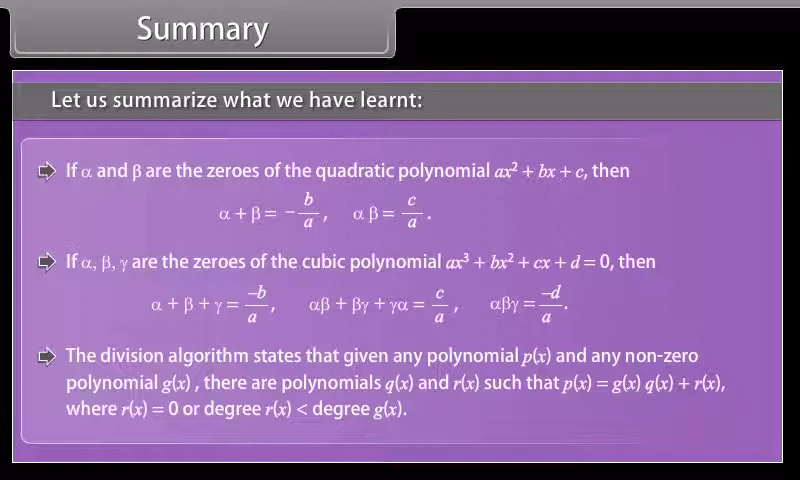 Summary
Let us summarize what we have learnt:
If α and β are the zeroes of the quadratic polynomial ax² + bx + c, then
α + β = −b/a, α β = c/a.
If α, β, γ are the zeroes of the cubic polynomial ax³ + bx² + cx + d = 0, then
α + β + γ = −b/a, αβ + βγ + γα = c/a, αβγ = −d/a.
The division algorithm states that given any polynomial p(x) and any non-zero
polynomial g(x) , there are polynomials q(x) and r(x) such that p(x) = g(x) q(x) + r(x),
where r(x) = 0 or degree r(x) < degree g(x).